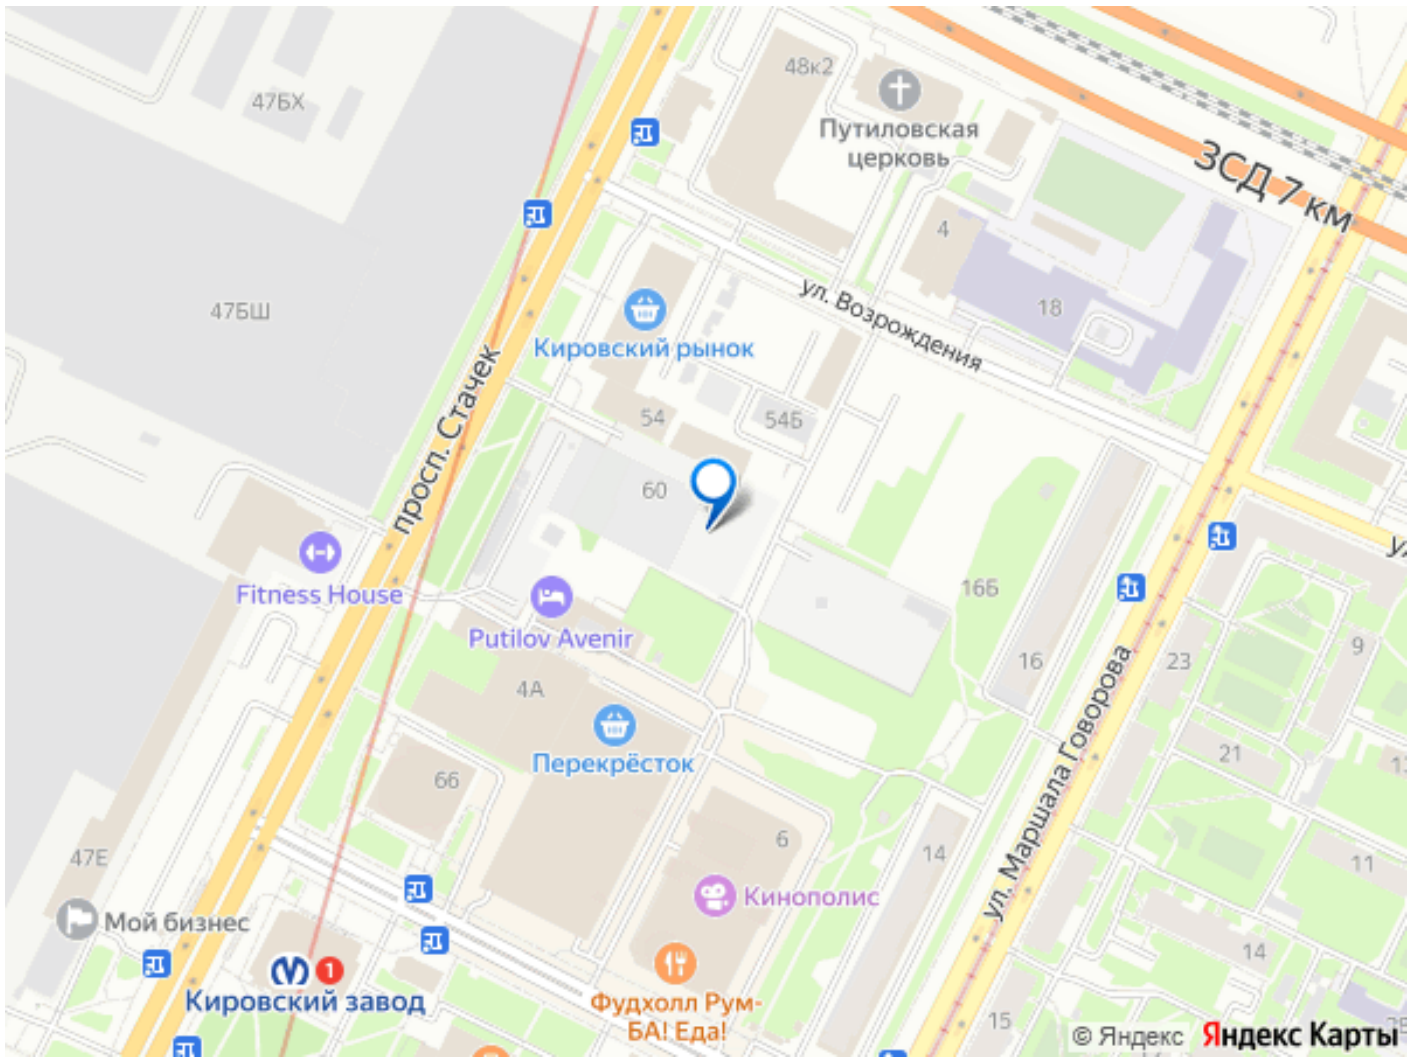 48к2
47БХ
Путиловская
церковь
ЗСД 7 км
4
47БШ
18
ул. Возрождения
Кировский рынок
просп. Стачек
54
54Б
60
Fitness House
16Б
Putilov Avenir
9
16
23
4А
ул. Маршала Говорова
21
Перекрёсток
66
6
47Е
14
11
Кинополис
Мой бизнес
14
1
Кировский завод
Фудхолл Рум-
БА! Еда!
15
© Яндекс Яндекс Карты